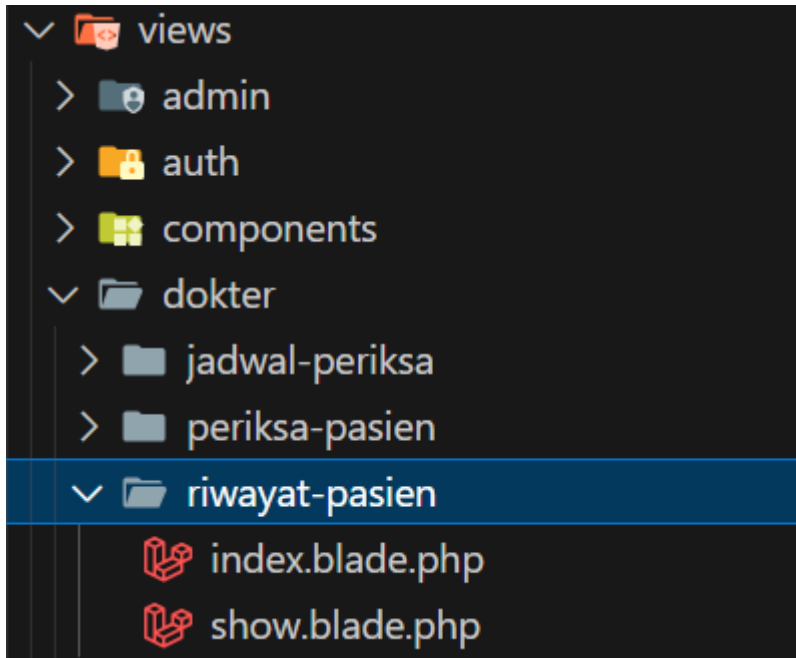 views
admin
auth
components
dokter
jadwal-periksa
periksa-pasien
riwayat-pasien
index.blade.php
show.blade.php